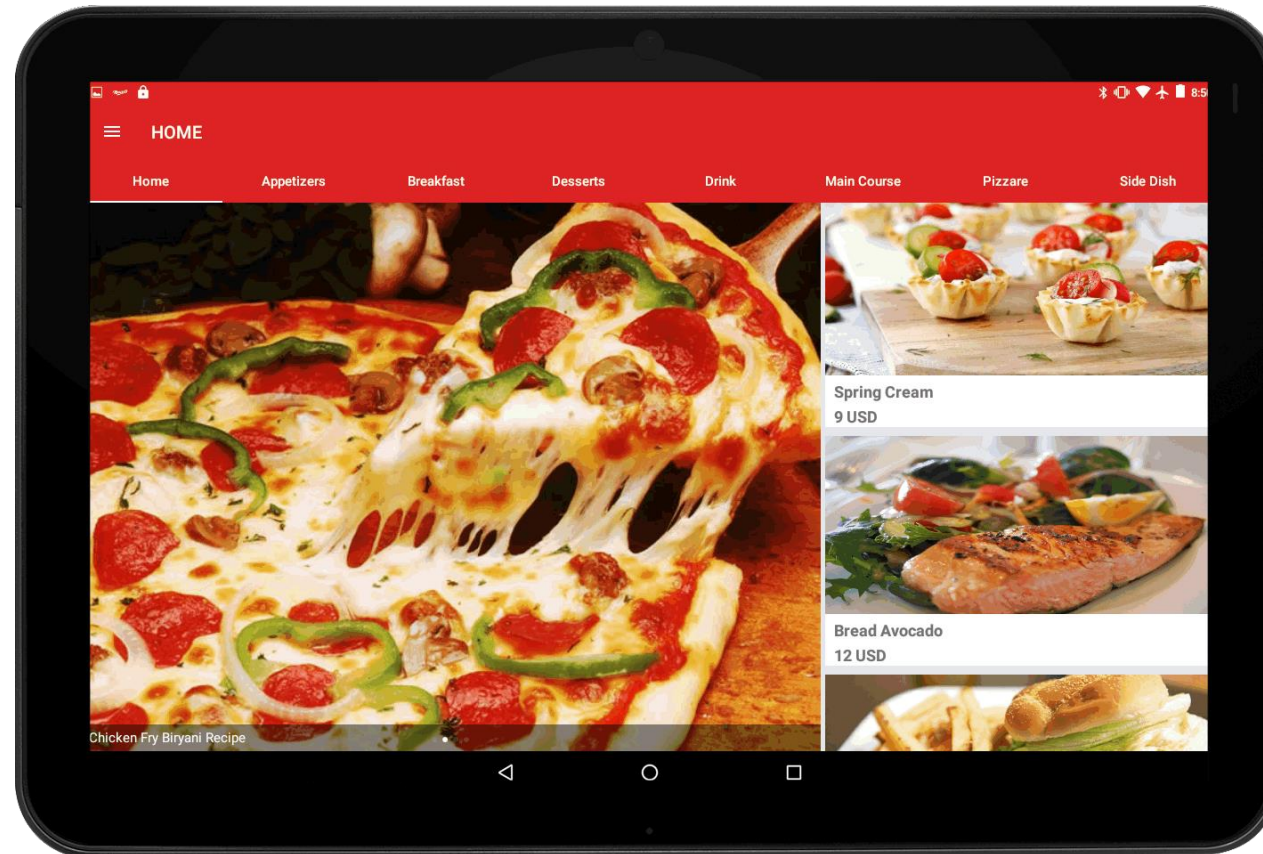 HOME
Home Appetizers Breakfast Desserts Drink Main Course Pizzare Side Dish
Spring Cream
9 USD
Bread Avocado
12 USD
Chicken Fry Biryani Recipe